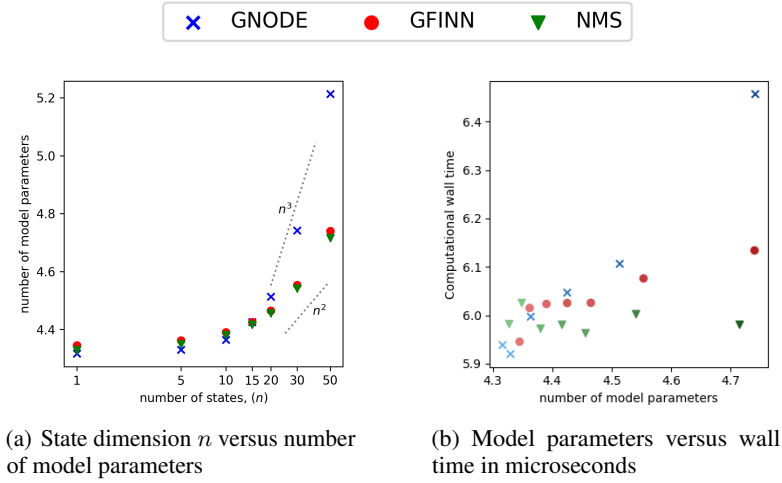 GNODE GFINN NMS
5.2
5.0
4.8
4.6
4.4
number of model parameters
n³
n²
1 5 10 15 20 30 50
number of states, (n)
6.4
6.3
6.2
6.1
6.0
5.9
Computational wall time
4.3 4.4 4.5 4.6 4.7
number of model parameters
(a) State dimension n versus number
of model parameters
(b) Model parameters versus wall
time in microseconds